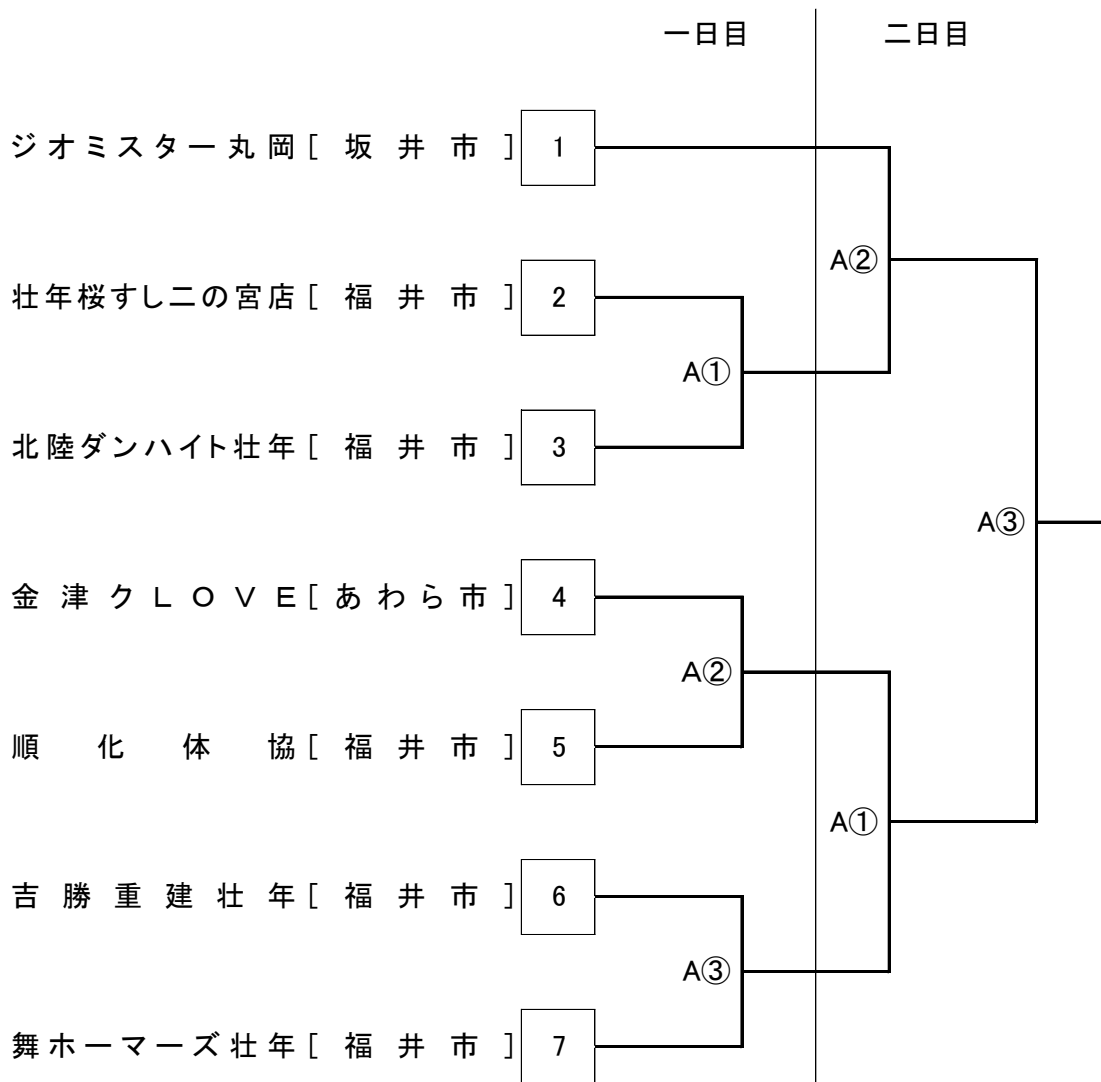 一日目 二日目
ジオミスター丸岡[ 坂井市 ] 1
A②
壮年桜すし二の宮店[ 福井市 ] 2
A①
北陸ダンハイト壮年[ 福井市 ] 3
A③
金津クＬＯＶＥ[ あわら市 ] 4
A②
順化体協[ 福井市 ] 5
A①
吉勝重建壮年[ 福井市 ] 6
A③
舞ホーマーズ壮年[ 福井市 ] 7